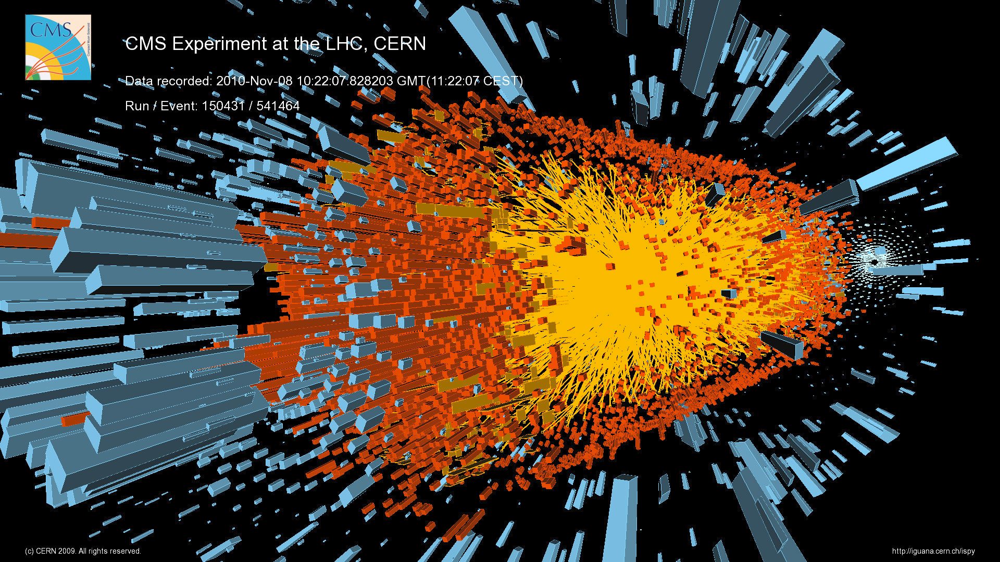 CMS
Compact Muon Solenoid
CMS Experiment at the LHC, CERN
Data recorded: 2010-Nov-08 10:22:07.828203 GMT(11:22:07 CEST)
Run / Event: 150431 / 541464
(c) CERN 2009. All rights reserved.
http://iguana.cern.ch/ispy